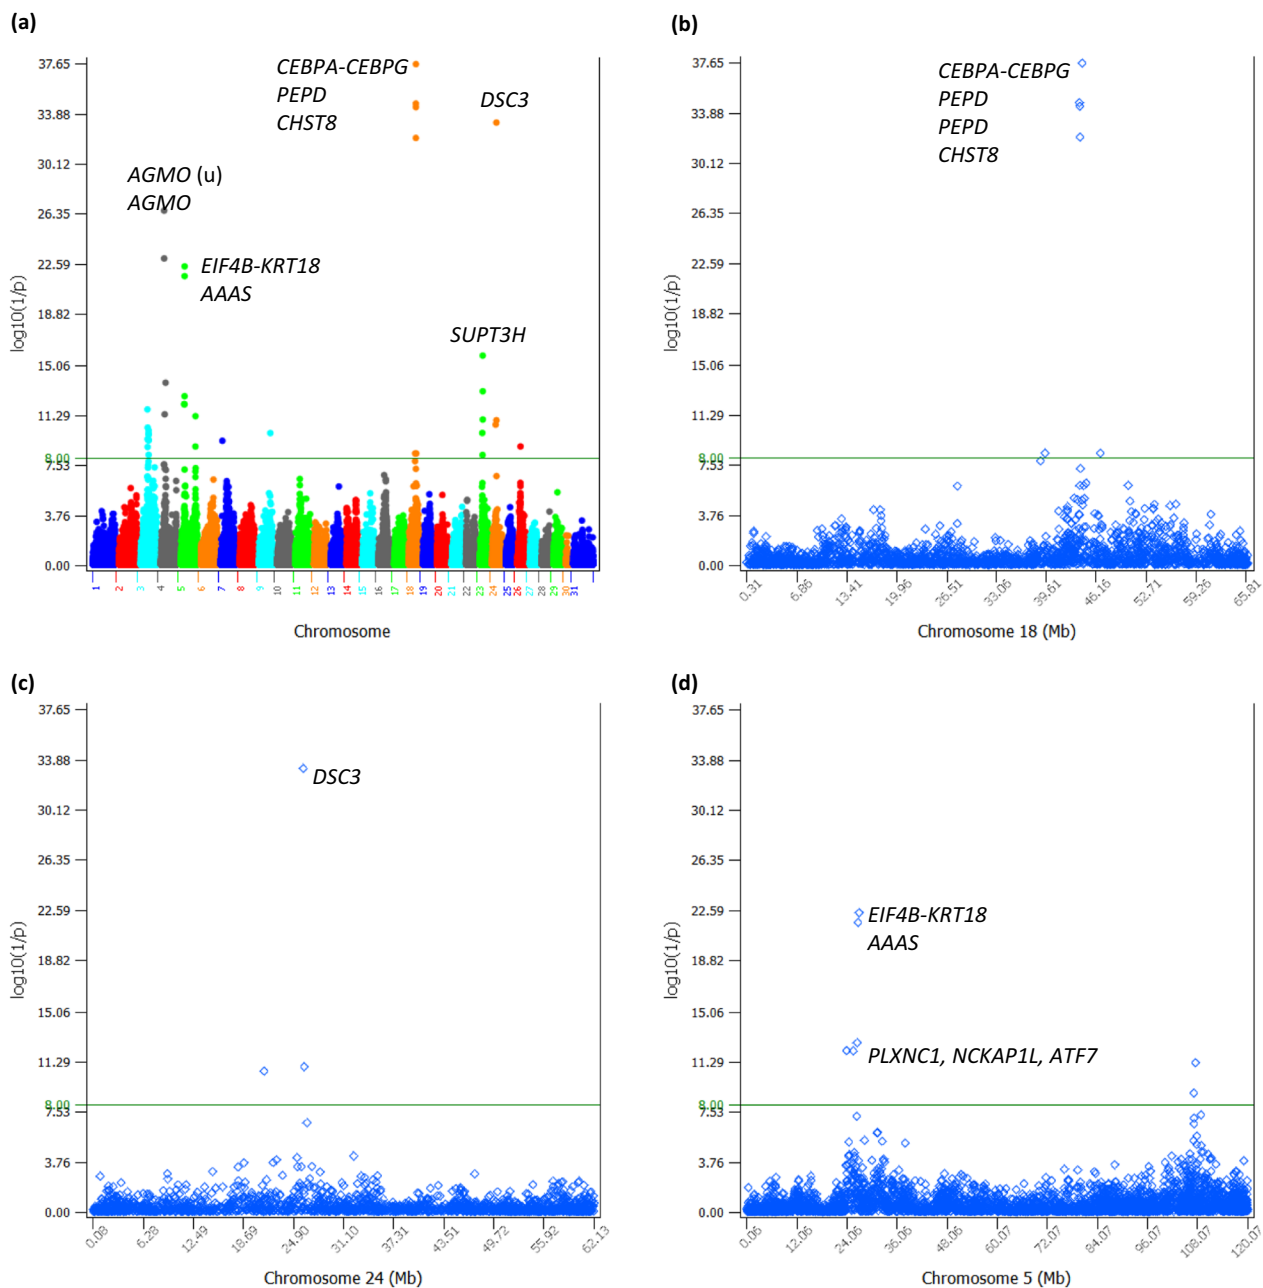 (a)
37.65
33.88
30.12
26.35
22.59
18.82
15.06
11.29
8.00
7.53
3.76
0.00
log10(1/p)
CEBPA-CEBPG
PEPD
CHST8
DSC3
AGMO (u)
AGMO
EIF4B-KRT18
AAAS
SUPT3H
1 2 3 4 5 6 7 8 9 10 11 12 13 14 15 16 17 18 19 20 21 22 23 24 25 26 27 28 29 30 31
Chromosome
(b)
37.65
33.88
30.12
26.35
22.59
18.82
15.06
11.29
8.00
7.53
3.76
0.00
log10(1/p)
CEBPA-CEBPG
PEPD
PEPD
CHST8
0.31 6.86 13.41 19.96 26.51 33.06 39.61 46.16 52.71 59.26 65.81
Chromosome 18 (Mb)
(c)
37.65
33.88
30.12
26.35
22.59
18.82
15.06
11.29
8.00
7.53
3.76
0.00
log10(1/p)
DSC3
0.08 6.28 12.49 18.69 24.90 31.10 37.31 43.51 49.72 55.92 62.13
Chromosome 24 (Mb)
(d)
37.65
33.88
30.12
26.35
22.59
18.82
15.06
11.29
8.00
7.53
3.76
0.00
log10(1/p)
EIF4B-KRT18
AAAS
PLXNC1, NCKAP1L, ATF7
0.06 12.06 24.06 36.06 48.06 60.07 72.07 84.07 96.07 108.07 120.07
Chromosome 5 (Mb)